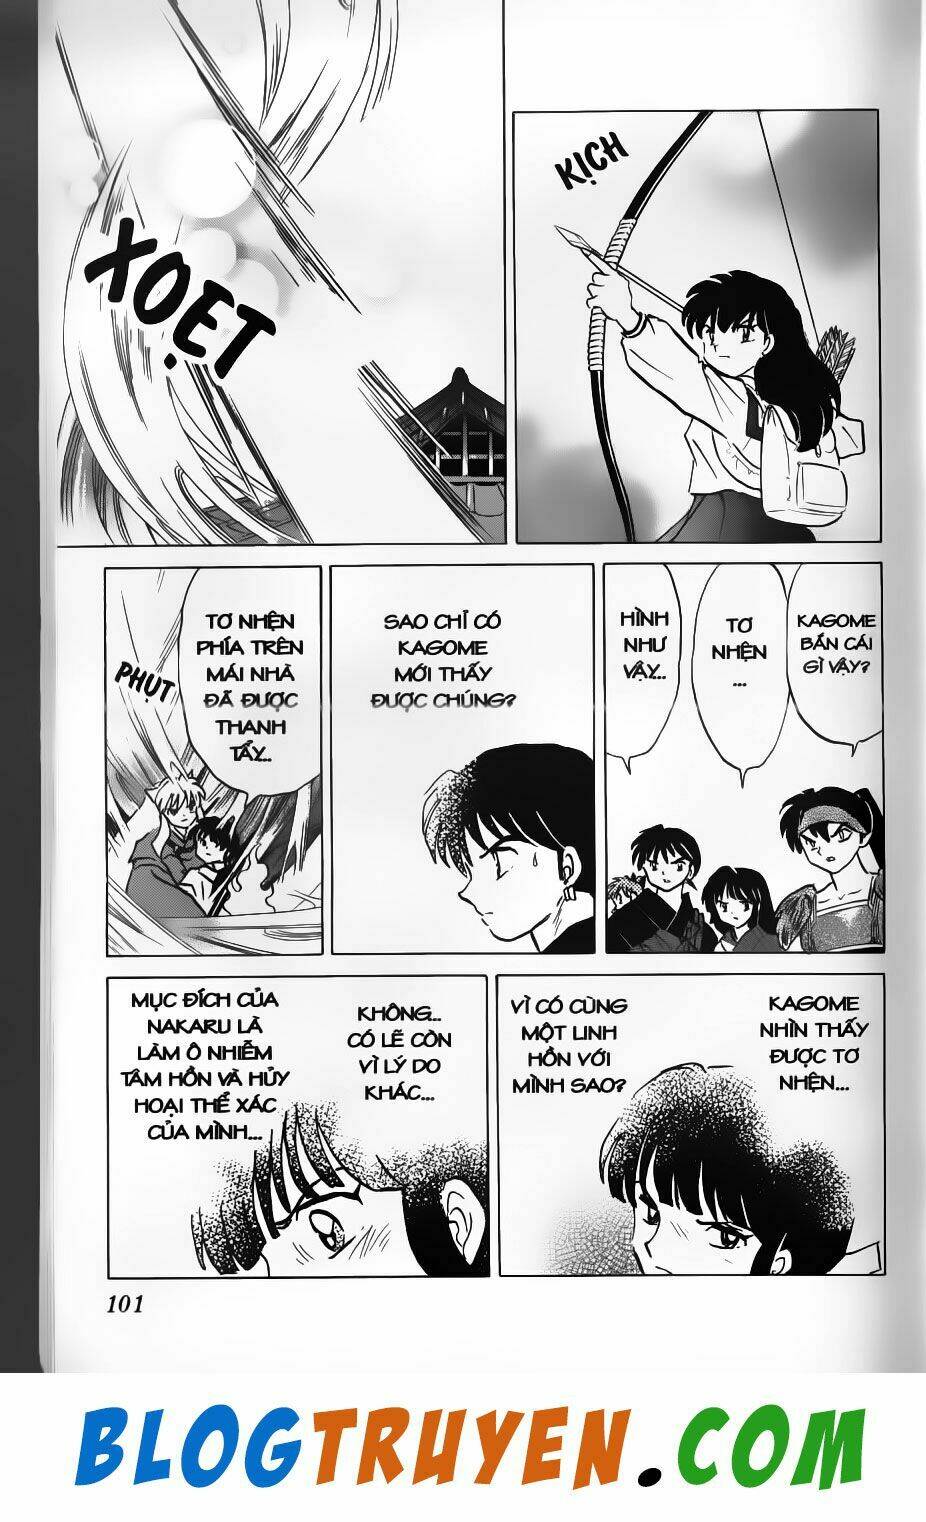 KỊCH
XOẸT
KAGOME
BẮN CÁI
GÌ VẬY?
TƠ
NHỆN
...
HÌNH
NHƯ
VẬY...
SAO CHỈ CÓ
KAGOME
MỚI THẤY
ĐƯỢC CHÚNG?
TƠ NHỆN
PHÍA TRÊN
MÁI NHÀ
ĐÃ ĐƯỢC
THANH
TẨY...
PHỤT
KAGOME
NHÌN THẤY
ĐƯỢC TƠ
NHỆN...
VÌ CÓ CÙNG
MỘT LINH
HỒN VỚI
MÌNH SAO?
KHÔNG...
CÓ LẼ CÒN
VÌ LÝ DO
KHÁC...
MỤC ĐÍCH CỦA
NAKARU LÀ
LÀM Ô NHIỄM
TÂM HỒN VÀ HỦY
HOẠI THỂ XÁC
CỦA MÌNH...
101
BLOGTRUYEN.COM